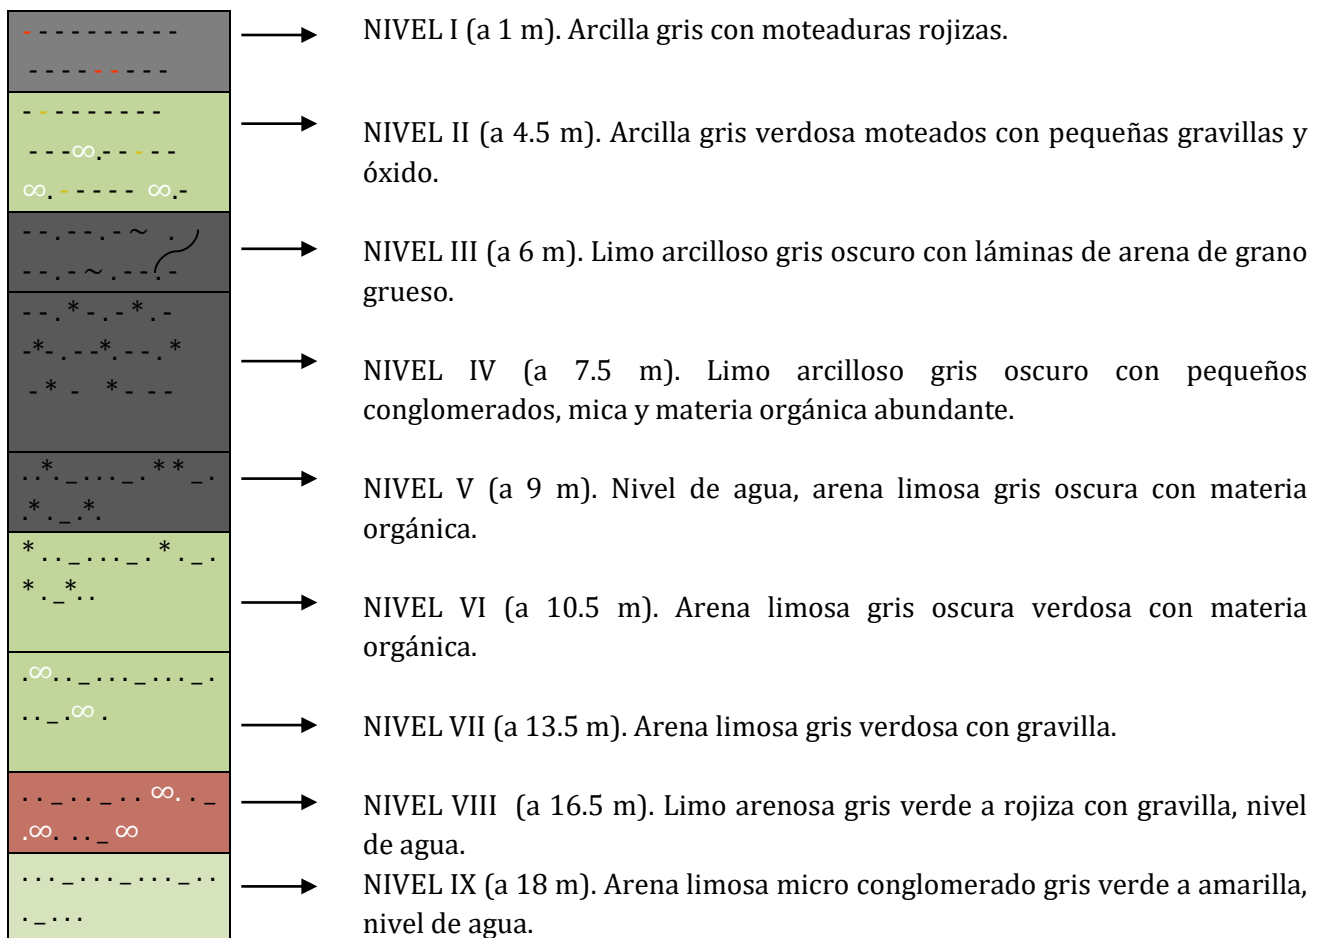 NIVEL I (a 1 m). Arcilla gris con moteaduras rojizas.
NIVEL II (a 4.5 m). Arcilla gris verdosa moteados con pequeñas gravillas y
óxido.
NIVEL III (a 6 m). Limo arcilloso gris oscuro con láminas de arena de grano
grueso.
NIVEL IV (a 7.5 m). Limo arcilloso gris oscuro con pequeños
conglomerados, mica y materia orgánica abundante.
NIVEL V (a 9 m). Nivel de agua, arena limosa gris oscura con materia
orgánica.
NIVEL VI (a 10.5 m). Arena limosa gris oscura verdosa con materia
orgánica.
NIVEL VII (a 13.5 m). Arena limosa gris verdosa con gravilla.
NIVEL VIII (a 16.5 m). Limo arenosa gris verde a rojiza con gravilla, nivel
de agua.
NIVEL IX (a 18 m). Arena limosa micro conglomerado gris verde a amarilla,
nivel de agua.